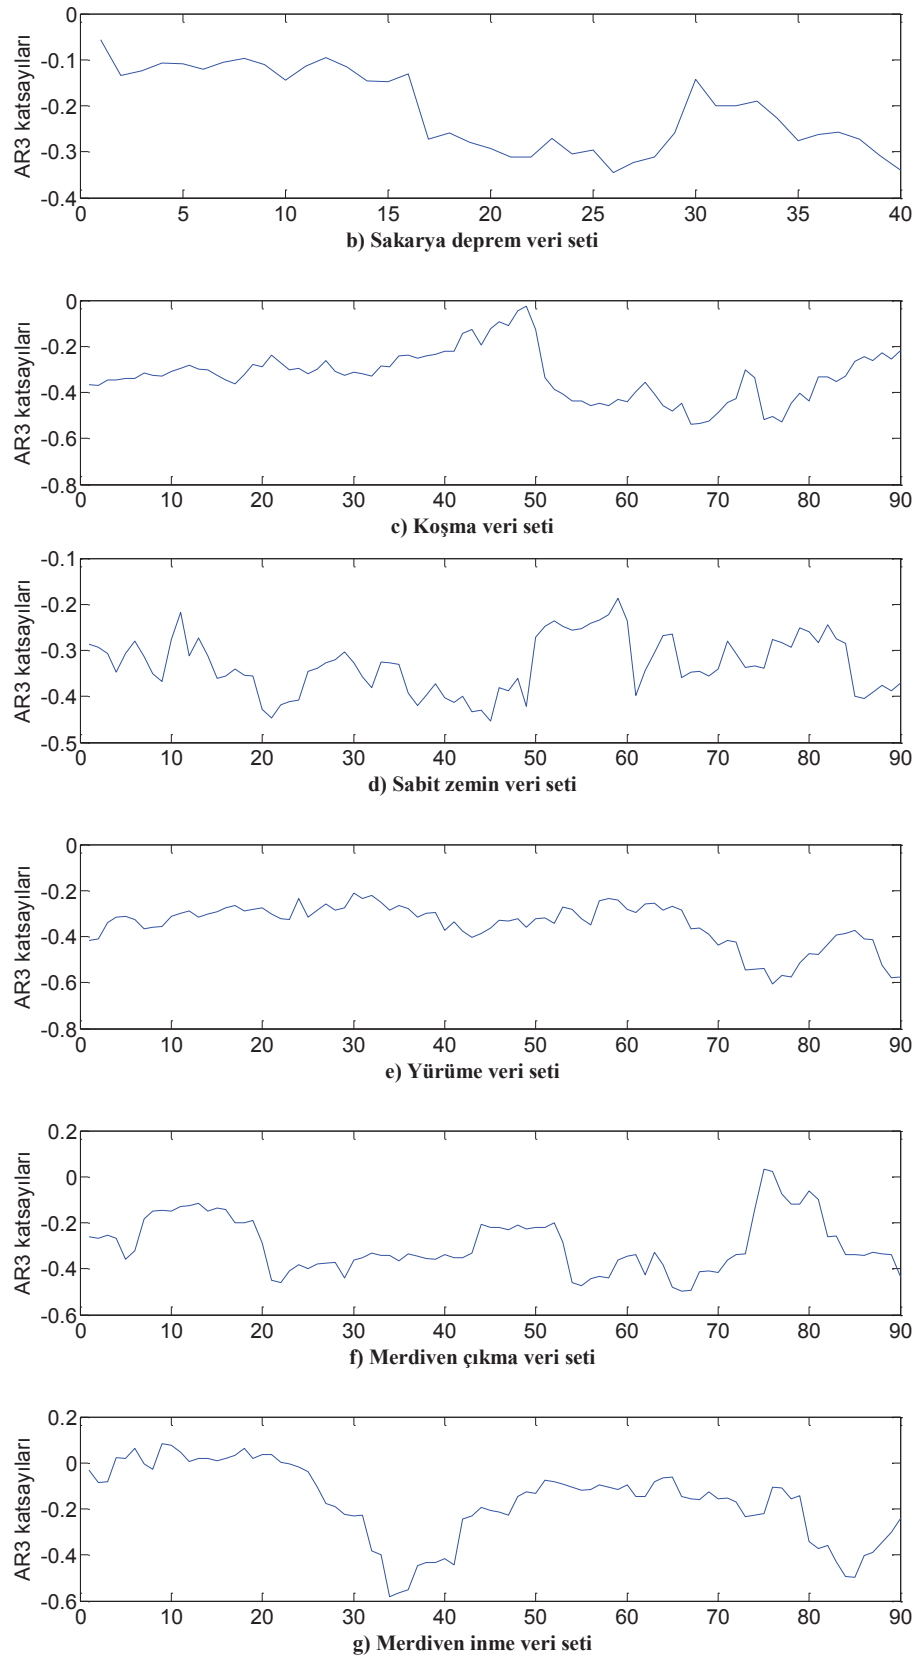 AR3 katsayıları
0
-0.1
-0.2
-0.3
-0.4
0 5 10 15 20 25 30 35 40
b) Sakarya deprem veri seti
AR3 katsayıları
0
-0.2
-0.4
-0.6
-0.8
0 10 20 30 40 50 60 70 80 90
c) Koşma veri seti
AR3 katsayıları
-0.1
-0.2
-0.3
-0.4
-0.5
0 10 20 30 40 50 60 70 80 90
d) Sabit zemin veri seti
AR3 katsayıları
0
-0.2
-0.4
-0.6
-0.8
0 10 20 30 40 50 60 70 80 90
e) Yürüme veri seti
AR3 katsayıları
0.2
0
-0.2
-0.4
-0.6
0 10 20 30 40 50 60 70 80 90
f) Merdiven çıkma veri seti
AR3 katsayıları
0.2
0
-0.2
-0.4
-0.6
0 10 20 30 40 50 60 70 80 90
g) Merdiven inme veri seti